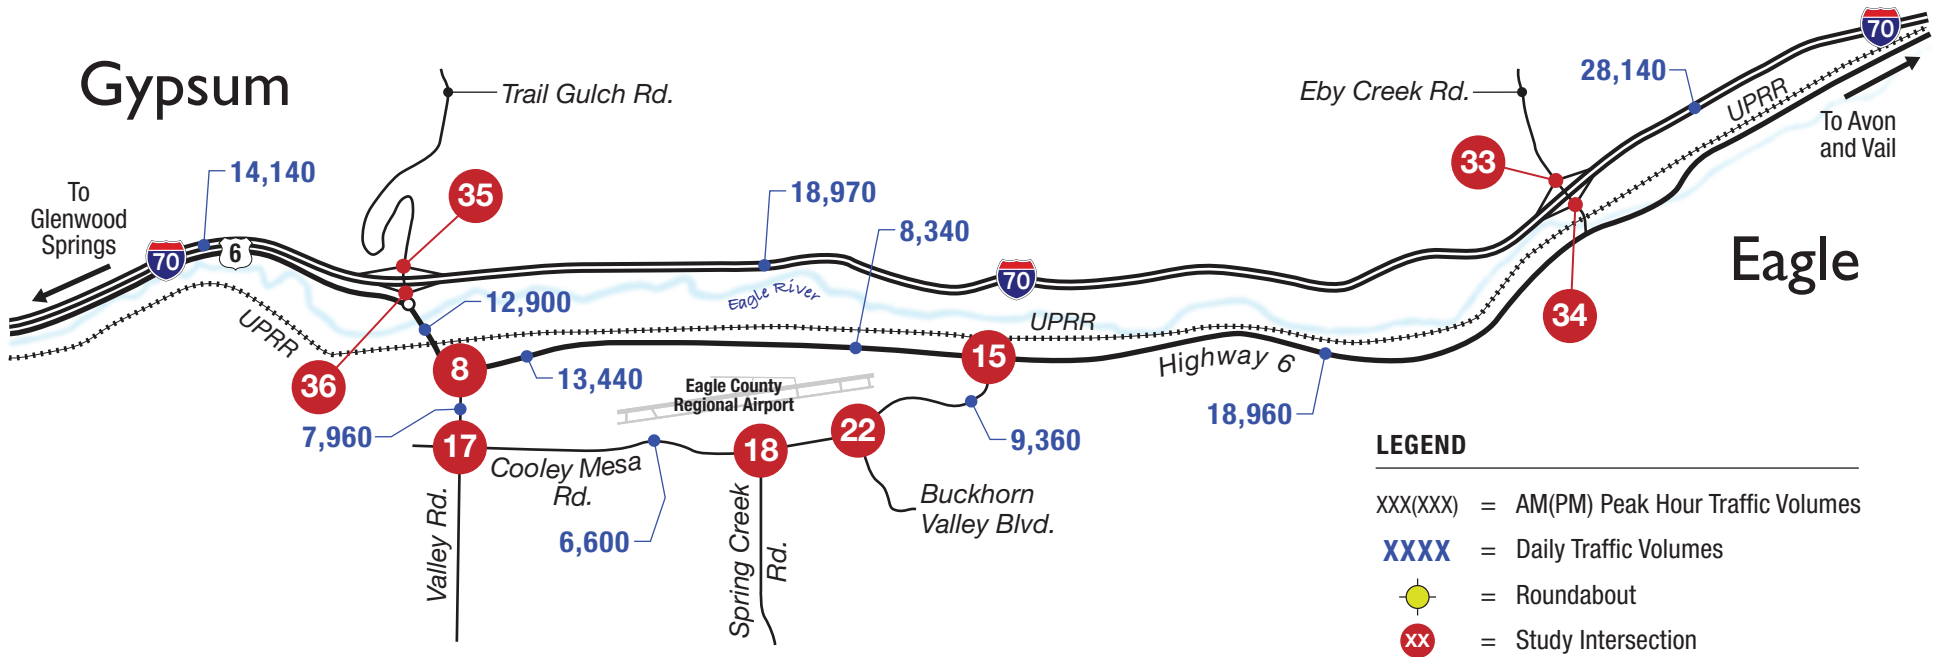 Gypsum
Trail Gulch Rd.
Eby Creek Rd.
28,140
70
UPRR
To Avon
and Vail
33
14,140
35
18,970
To
Glenwood
Springs
8,340
70
6
Eagle
70
12,900
Eagle River
34
UPRR
UPRR
15
Highway 6
36
8
13,440
Eagle County
Regional Airport
18,960
7,960
17
18
22
9,360
Cooley Mesa
Rd.
6,600
Buckhorn
Valley Blvd.
Valley Rd.
Spring Creek
Rd.
LEGEND
XXX(XXX) = AM(PM) Peak Hour Traffic Volumes
XXXX = Daily Traffic Volumes
= Roundabout
XX = Study Intersection